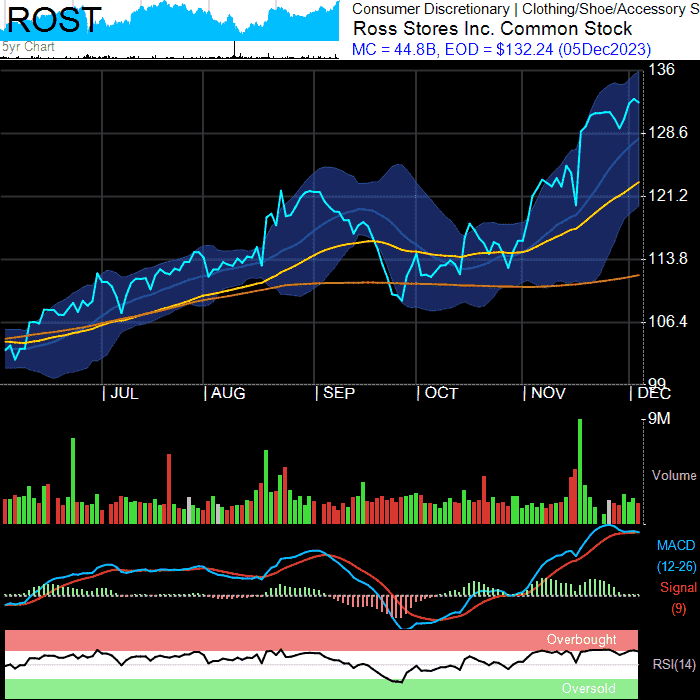 ROST
5yr Chart
Consumer Discretionary | Clothing/Shoe/Accessory S
Ross Stores Inc. Common Stock
MC = 44.8B, EOD = $132.24 (05Dec2023)
136
128.6
121.2
113.8
106.4
99
| JUL | AUG | SEP | OCT | NOV | DEC
9M
Volume
MACD
(12-26)
Signal
(9)
Overbought
RSI(14)
Oversold